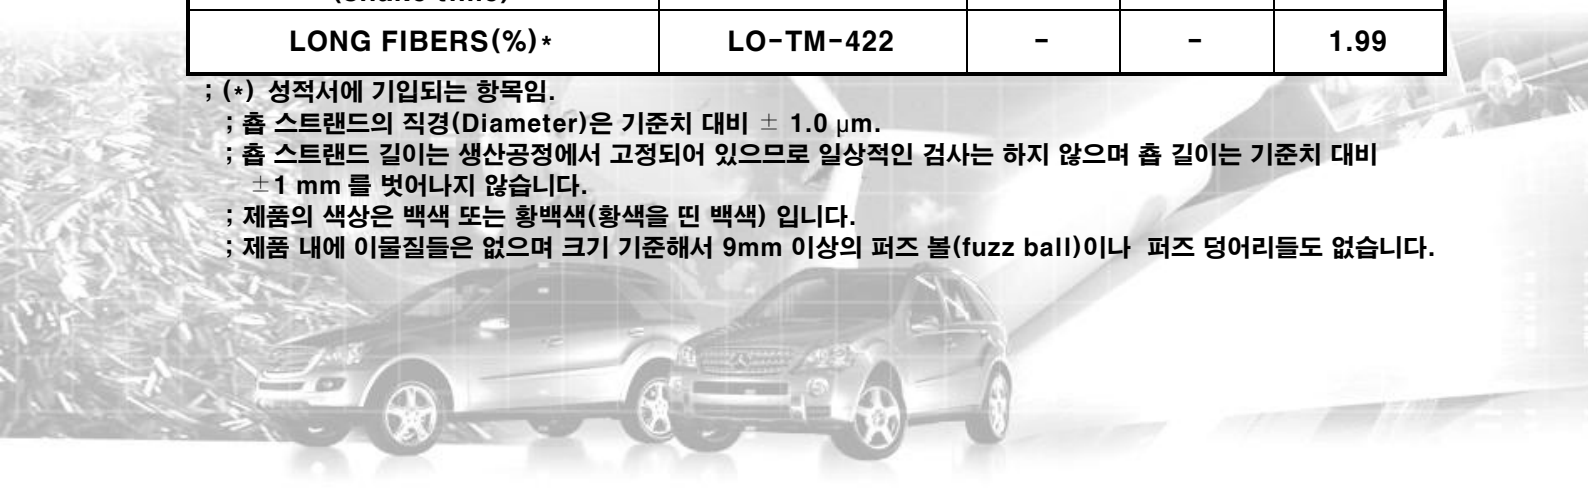 LONG FIBERS(%)* LO-TM-422 - - 1.99
; (*) 성적서에 기입되는 항목임.
; 촙 스트랜드의 직경(Diameter)은 기준치 대비 ± 1.0 μm.
; 촙 스트랜드 길이는 생산공정에서 고정되어 있으므로 일상적인 검사는 하지 않으며 촙 길이는 기준치 대비
±1 mm 를 벗어나지 않습니다.
; 제품의 색상은 백색 또는 황백색(황색을 띤 백색) 입니다.
; 제품 내에 이물질들은 없으며 크기 기준해서 9mm 이상의 퍼즈 볼(fuzz ball)이나 퍼즈 덩어리들도 없습니다.